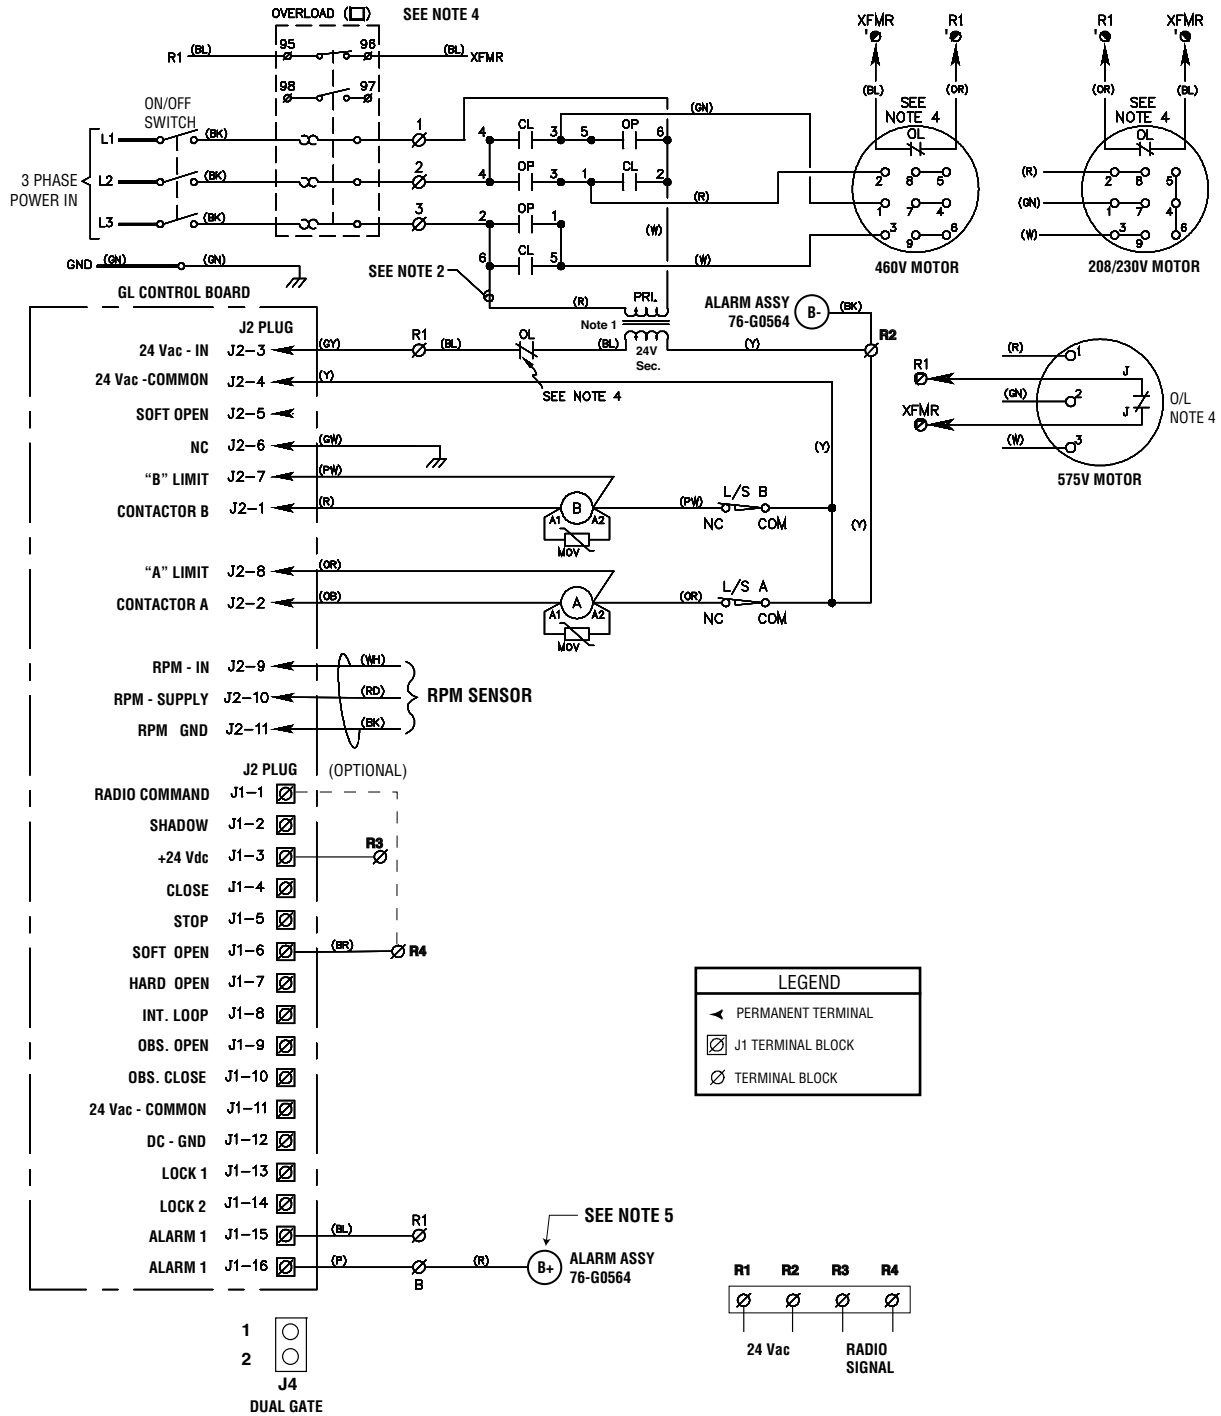 OVERLOAD (□) SEE NOTE 4
R1 (BL) 95 96 (BL) XFMR
98 97
ON/OFF
SWITCH
3 PHASE
POWER IN
L1 (BK) 1
L2 (BK) 2
L3 (BK) 3
GND (GN) (GN)
4 CL 3 5 OP 6
4 OP 3 1 CL 2
2 OP 1
6 CL 5
(GN)
(R)
(W)
(W)
SEE NOTE 2
(R) PRI.
Note 1
24V
Sec.
XFMR R1
(BL) (OR)
SEE
NOTE 4
OL
2 8 5
1 7 4
3 9 6
460V MOTOR
R1 XFMR
(OR) (BL)
SEE
NOTE 4
OL
(R) 2 8 5
(GN) 1 7 4
(W) 3 9 6
208/230V MOTOR
ALARM ASSY
76-G0564
B- (BK)
R2
R1
XFMR
(R) 1
(GN) 2
(W) 3
J
J
O/L
NOTE 4
575V MOTOR
GL CONTROL BOARD
J2 PLUG
24 Vac - IN J2-3 (GY) R1 (BL) OL (BL) (Y)
SEE NOTE 4
24 Vac -COMMON J2-4 (Y)
SOFT OPEN J2-5
NC J2-6 (GW)
(Y)
(Y)
“B” LIMIT J2-7 (PW)
CONTACTOR B J2-1 (R) A1 B A2 (PW) L/S B
NC COM
MOV
“A” LIMIT J2-8 (OR)
CONTACTOR A J2-2 (OB) A1 A A2 (OR) L/S A
NC COM
MOV
RPM - IN J2-9 (WH)
RPM - SUPPLY J2-10 (RD) RPM SENSOR
RPM GND J2-11 (BK)
J2 PLUG (OPTIONAL)
RADIO COMMAND J1-1
SHADOW J1-2
+24 Vdc J1-3 R3
CLOSE J1-4
STOP J1-5
SOFT OPEN J1-6 (BR) R4
HARD OPEN J1-7
INT. LOOP J1-8
OBS. OPEN J1-9
OBS. CLOSE J1-10
24 Vac - COMMON J1-11
DC - GND J1-12
LOCK 1 J1-13
LOCK 2 J1-14
ALARM 1 J1-15 (BL) R1
ALARM 1 J1-16 (P) B (R) B+
SEE NOTE 5
ALARM ASSY
76-G0564
LEGEND
PERMANENT TERMINAL
J1 TERMINAL BLOCK
TERMINAL BLOCK
R1 R2 R3 R4
24 Vac RADIO
SIGNAL
1
2
J4
DUAL GATE